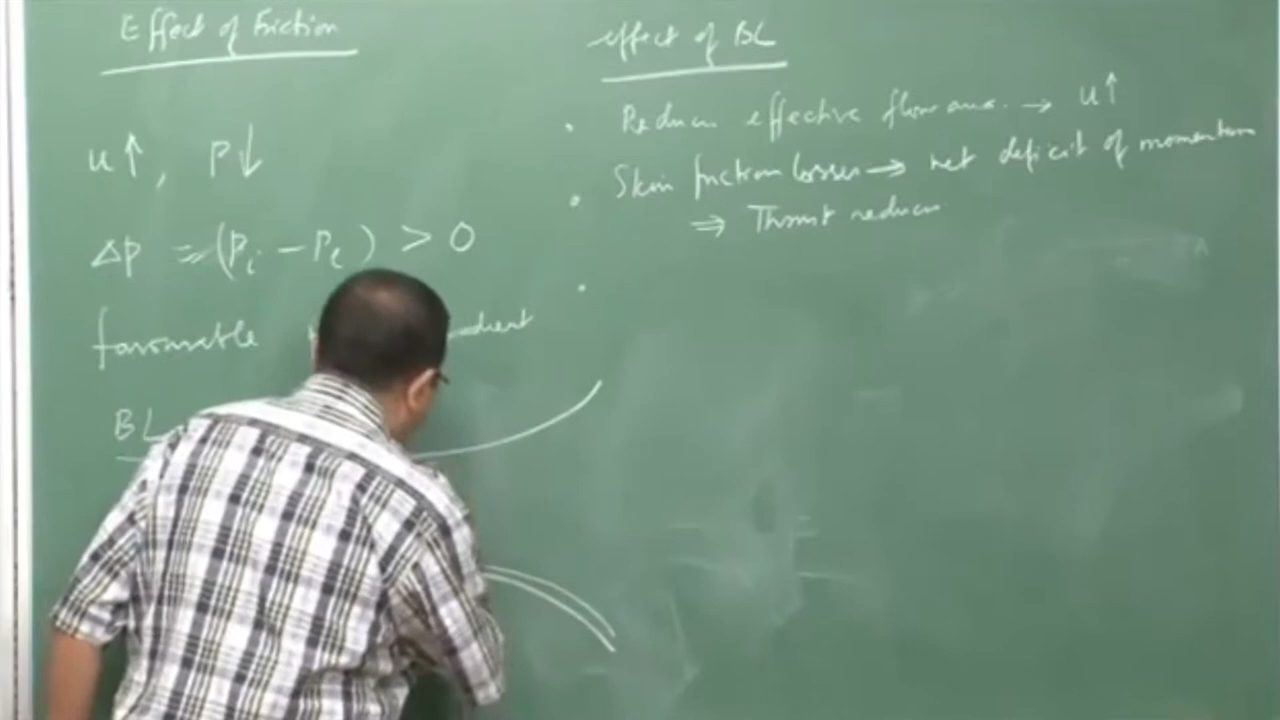 Effect of Friction
u↑, P↓
Δp = (Pi - Pe) > 0
favourable
BL
effect of BL
• Reduces effective flow area. → u↑
• Skin friction losses → net deficit of momentum
⇒ Thrust reduces
•